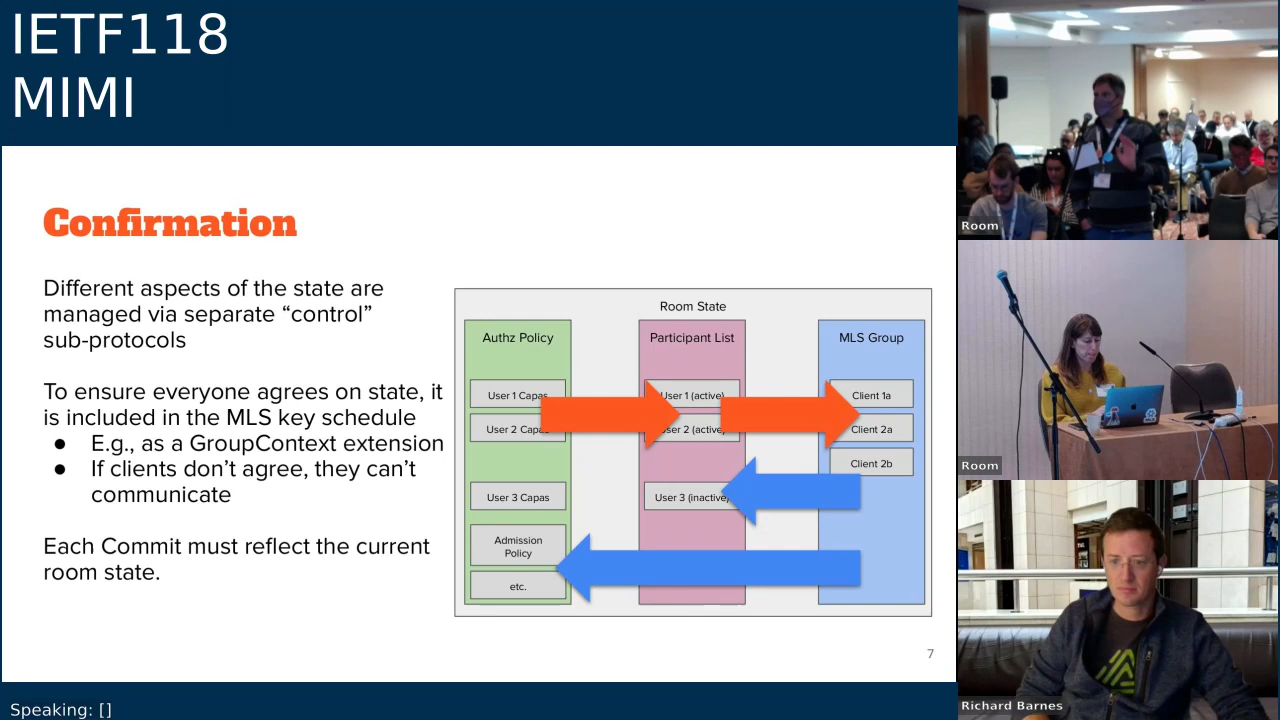 IETF118
MIMI
Confirmation
Different aspects of the state are
managed via separate “control”
sub-protocols
To ensure everyone agrees on state, it
is included in the MLS key schedule
● E.g., as a GroupContext extension
● If clients don’t agree, they can’t
communicate
Each Commit must reflect the current
room state.
Room State
Authz Policy
User 1 Capas
User 2 Capas
User 3 Capas
Admission
Policy
etc.
Participant List
User 1 (active)
User 2 (active)
User 3 (inactive)
MLS Group
Client 1a
Client 2a
Client 2b
7
Speaking: []
Room
Room
Richard Barnes